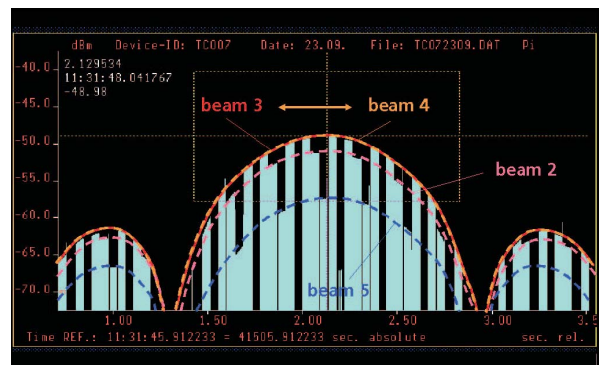 dBm Device-ID: TC007 Date: 23.09. File: TC072309.DAT Pi
-40.0
2.129534
11:31:48.041767
-48.98
-45.0
beam 3 beam 4
-50.0
beam 2
-55.0
-60.0
-65.0
beam 5
-70.0
1.00 1.50 2.00 2.50 3.00 3.5
Time REF.: 11:31:45.912233 = 41505.912233 sec. absolute sec. rel.